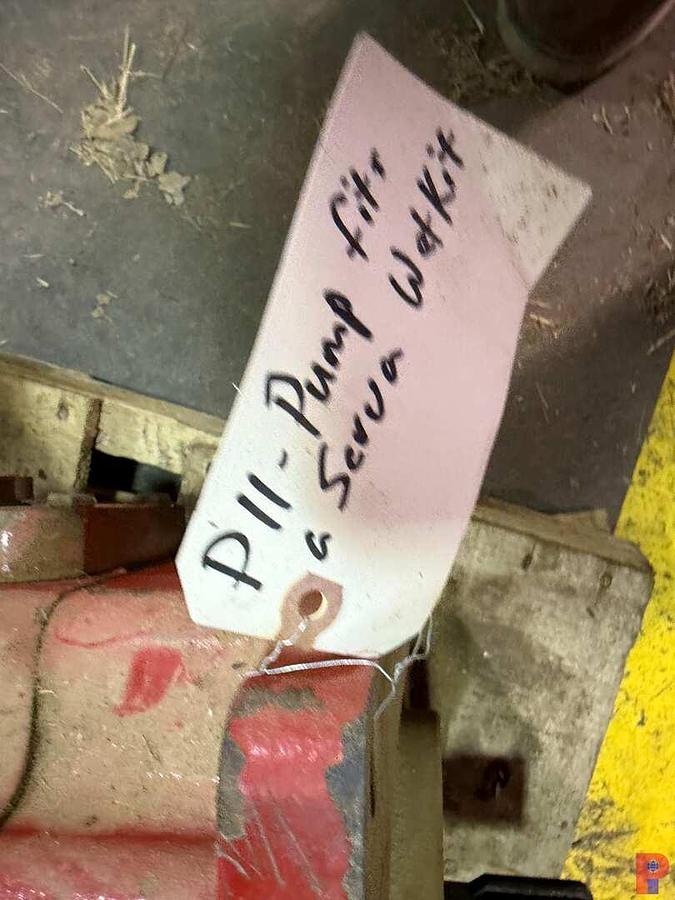 P11-Pump fits
a Serva Wetkit